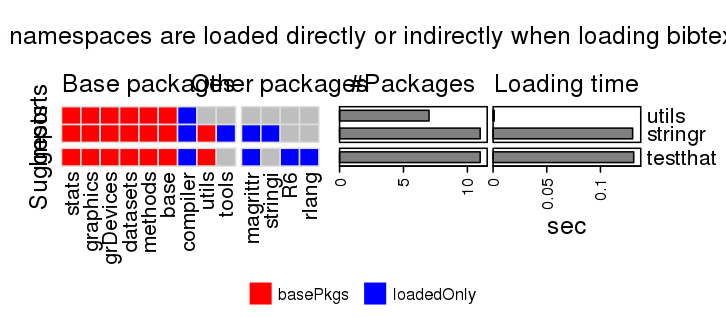 namespaces are loaded directly or indirectly when loading bibtex
Base packages
Other packages
#Packages
Loading time
Imports
Suggests
utils
stringr
testthat
stats
graphics
grDevices
datasets
methods
base
compiler
utils
tools
magrittr
stringi
R6
rlang
0
5
10
0
0.05
0.1
sec
basePkgs
loadedOnly